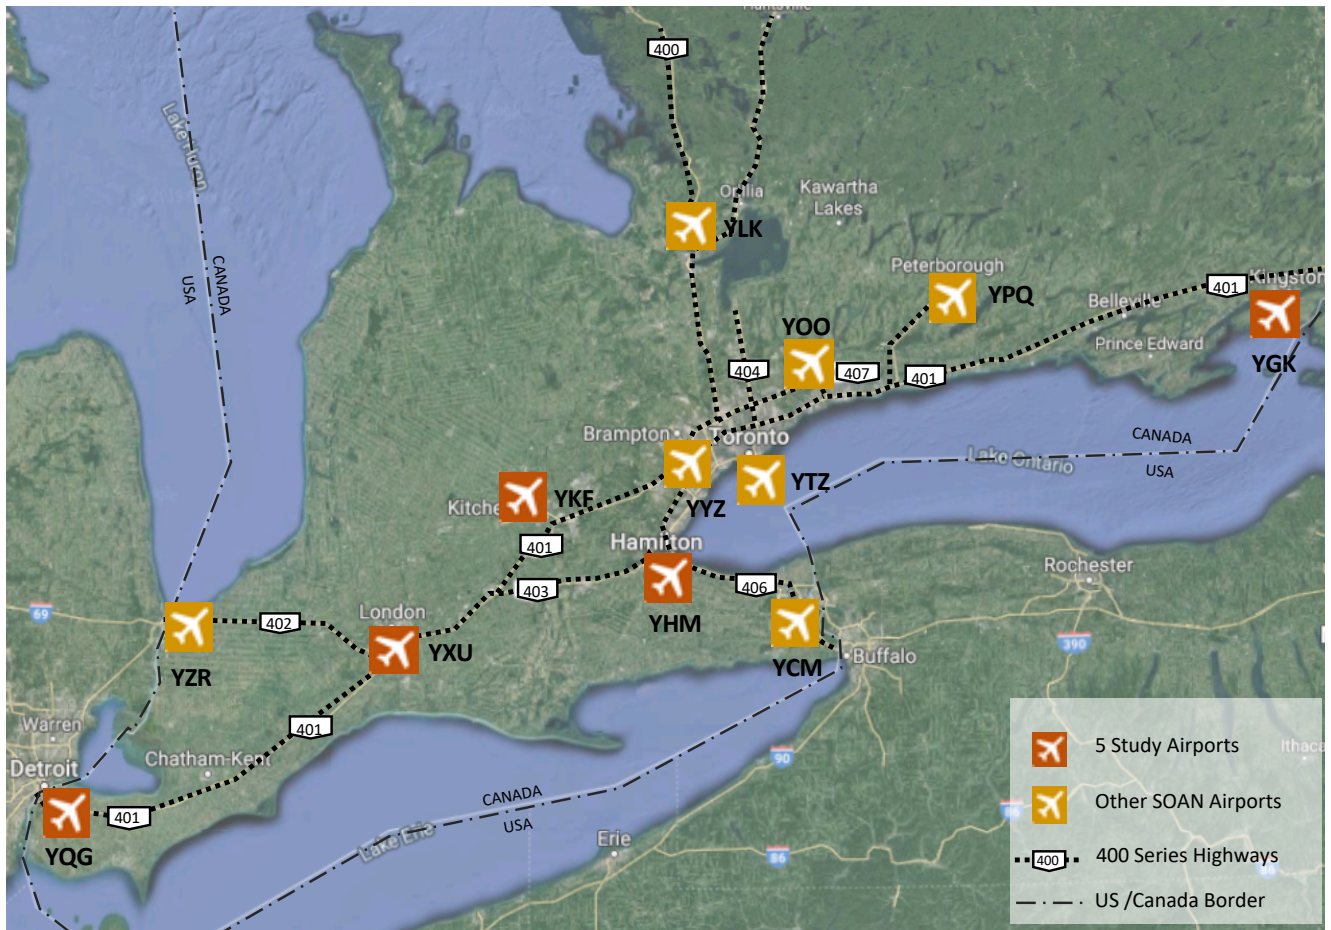 Huntsville
400
Lake Huron
Orillia
Kawartha
Lakes
YLK
CANADA
USA
Peterborough
YPQ
401
Kingston
Belleville
YOO
Prince Edward
YGK
404
407
401
Brampton
Toronto
CANADA
USA
Lake Ontario
YTZ
YYZ
YKF
Kitche
401
Hamilton
403
406
YHM
Rochester
69
London
402
YXU
YZR
YCM
Buffalo
390
Warren
401
Chatham-Kent
Detroit
401
YQG
CANADA
USA
Lake Erie
Erie
90
86
86
86
Ithaca
5 Study Airports
Other SOAN Airports
400
400 Series Highways
US /Canada Border